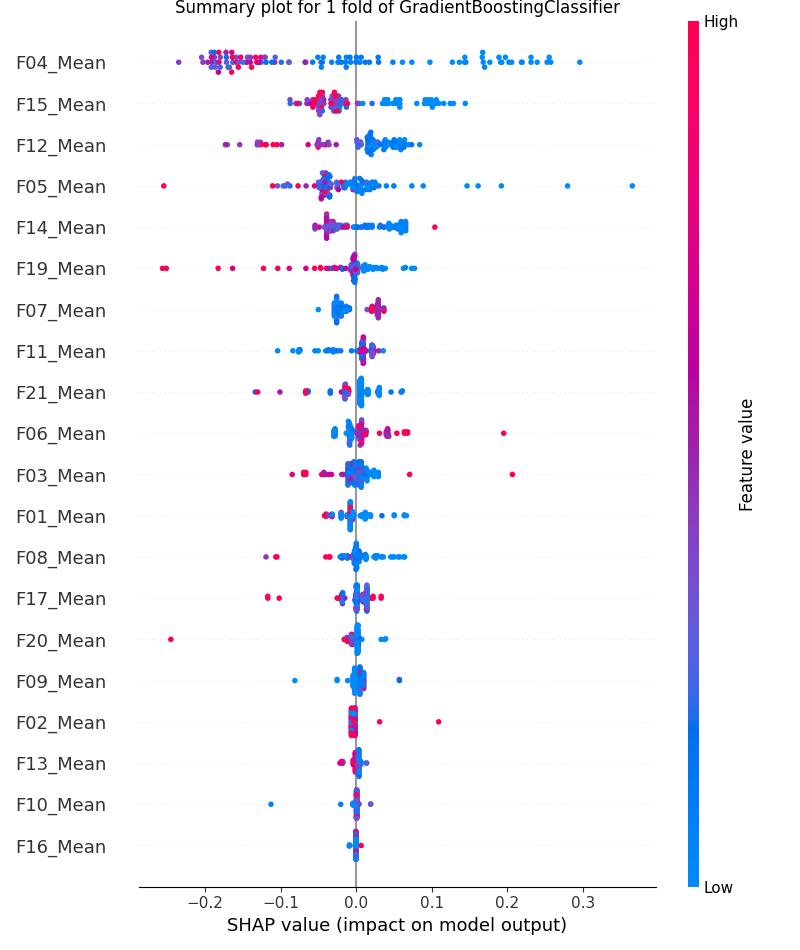 Summary plot for 1 fold of GradientBoostingClassifier
High
F04_Mean
F15_Mean
F12_Mean
F05_Mean
F14_Mean
F19_Mean
F07_Mean
F11_Mean
F21_Mean
F06_Mean
F03_Mean
F01_Mean
F08_Mean
F17_Mean
F20_Mean
F09_Mean
F02_Mean
F13_Mean
F10_Mean
F16_Mean
Feature value
Low
−0.2 −0.1 0.0 0.1 0.2 0.3
SHAP value (impact on model output)